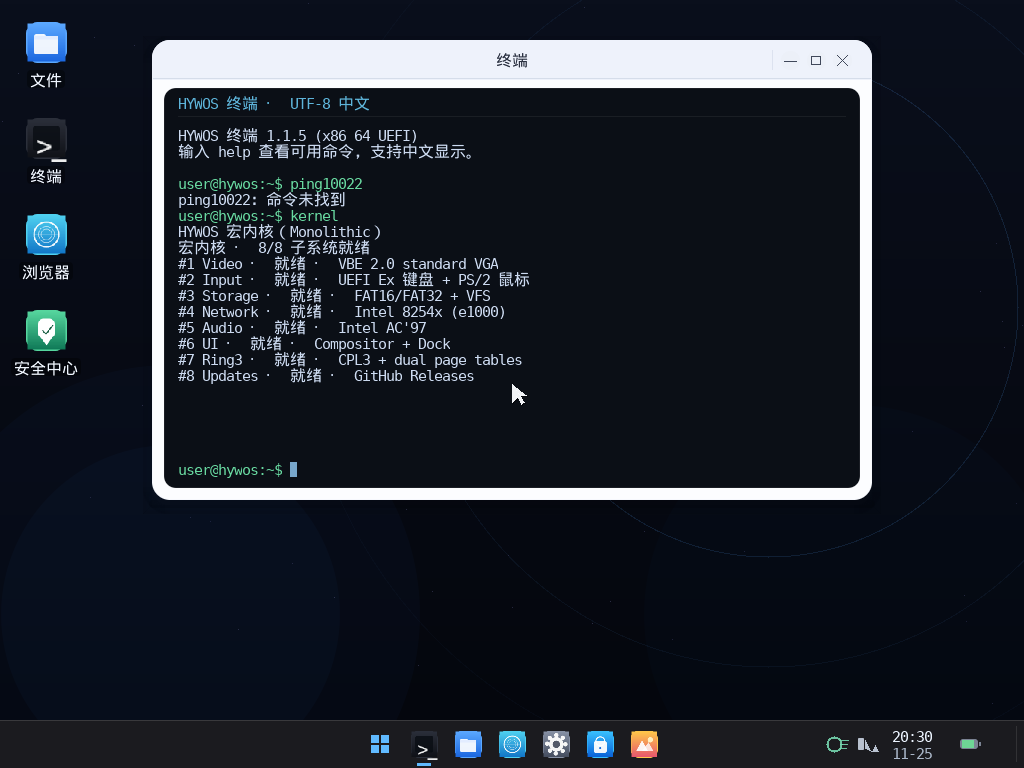 文件
终端
浏览器
安全中心
终端
HYWOS 终端 · UTF-8 中文
HYWOS 终端 1.1.5 (x86 64 UEFI)
输入 help 查看可用命令，支持中文显示。
user@hywos:~$ ping10022
ping10022: 命令未找到
user@hywos:~$ kernel
HYWOS 宏内核（Monolithic）
宏内核 · 8/8 子系统就绪
#1 Video · 就绪 · VBE 2.0 standard VGA
#2 Input · 就绪 · UEFI Ex 键盘 + PS/2 鼠标
#3 Storage · 就绪 · FAT16/FAT32 + VFS
#4 Network · 就绪 · Intel 8254x (e1000)
#5 Audio · 就绪 · Intel AC'97
#6 UI · 就绪 · Compositor + Dock
#7 Ring3 · 就绪 · CPL3 + dual page tables
#8 Updates · 就绪 · GitHub Releases
user@hywos:~$
20:30
11-25